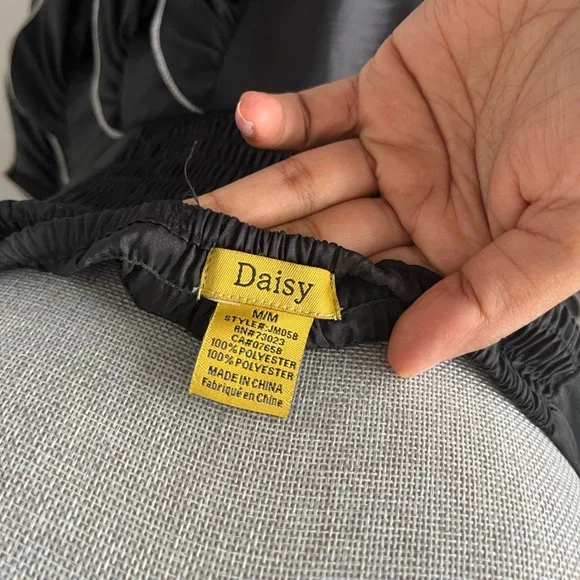 Daisy
M/M
STYLE#:JM058
RN#73023
CA#07658
100%POLYESTER
100%POLYESTER
MADE IN CHINA
Fabriqué en Chine